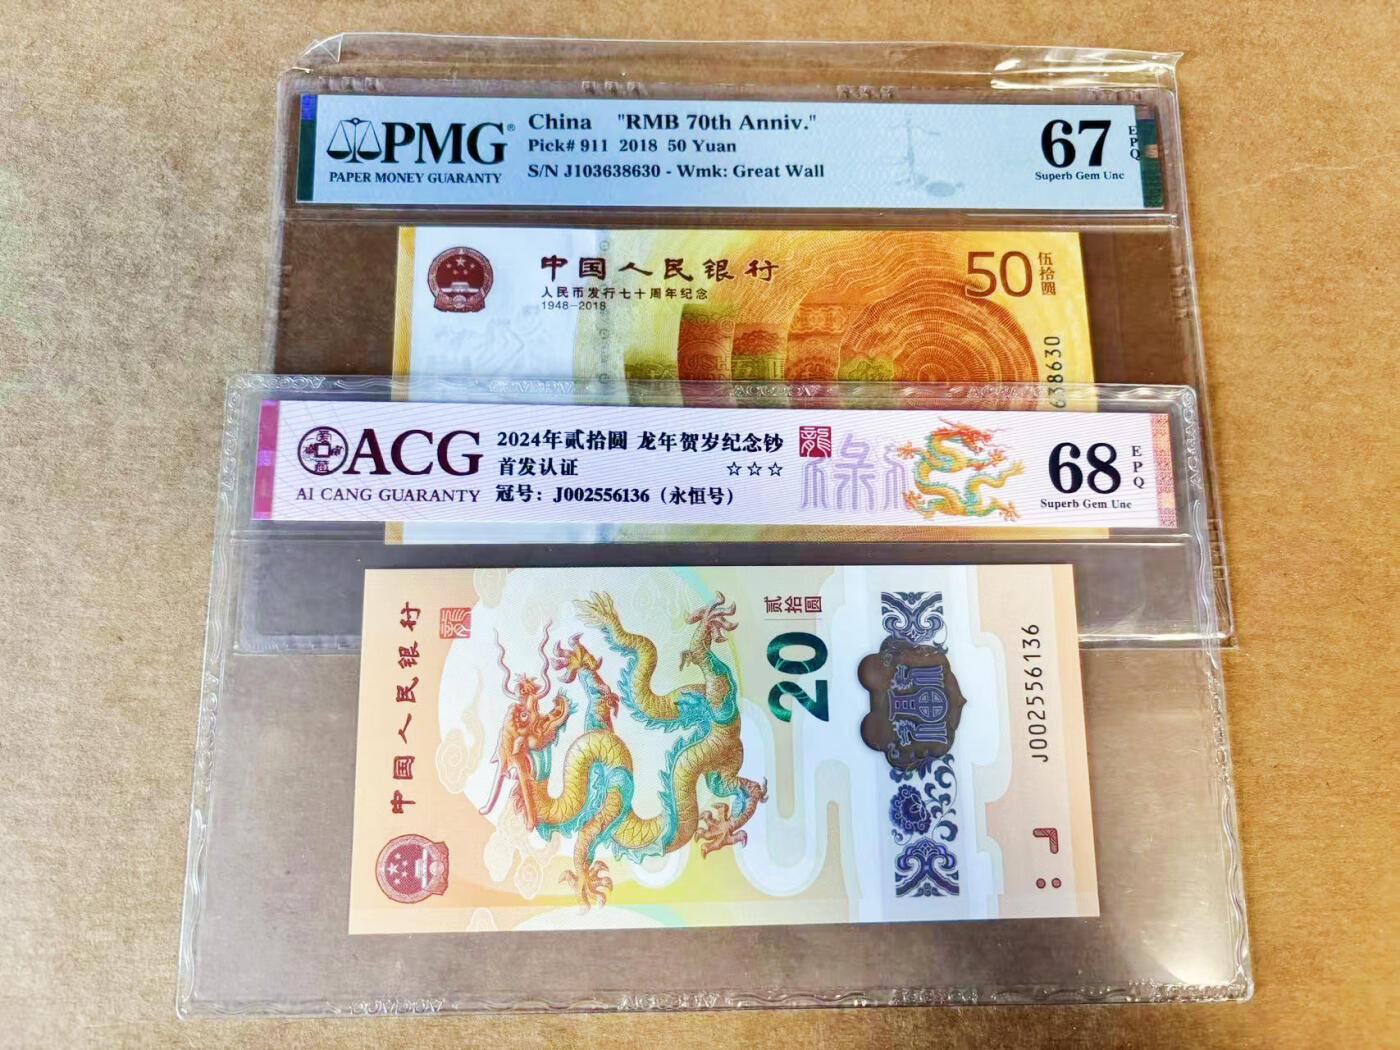 PMG®
PAPER MONEY GUARANTY
China "RMB 70th Anniv."
Pick# 911 2018 50 Yuan
S/N J103638630 - Wmk: Great Wall
67
EPQ
Superb Gem Unc
中国人民银行
人民币发行七十周年纪念
1948-2018
50
伍拾圆
638630
爱藏
ACG
AI CANG GUARANTY
2024年贰拾圆 龙年贺岁纪念钞
首发认证 ☆☆☆
冠号：J002556136（永恒号）
龍
68
EPQ
Superb Gem Unc
中国人民银行
贰拾圆
20
J002556136